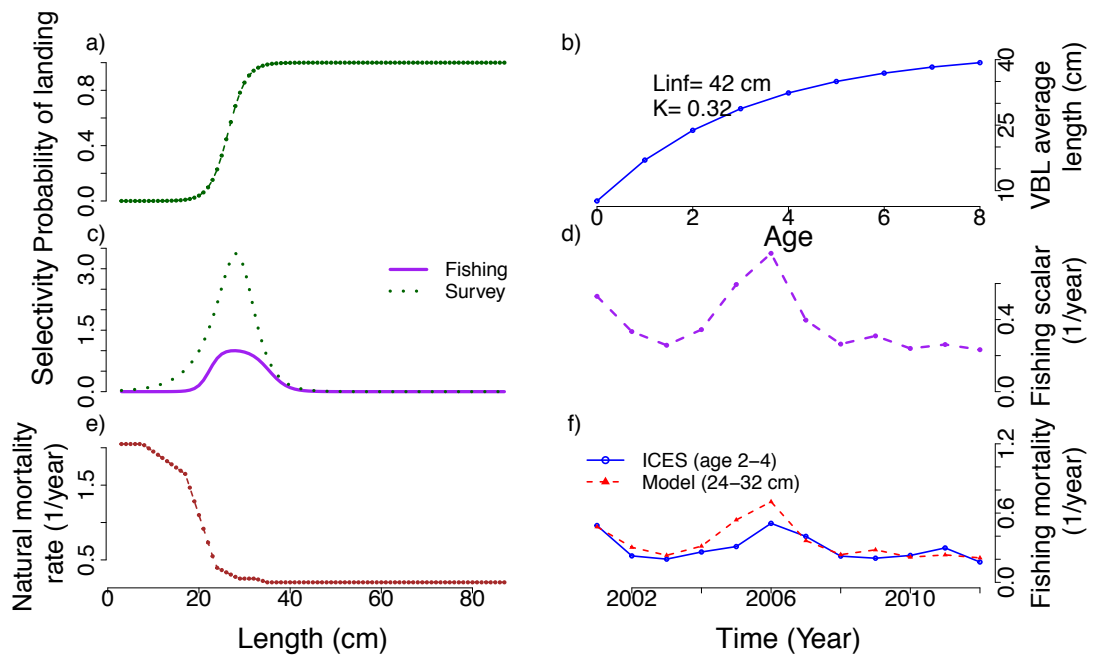 a)
Probability of landing
0.0 0.4 0.8
b)
Linf= 42 cm
K= 0.32
VBL average
length (cm)
10 25 40
0 2 4 6 8
Age
c)
Selectivity
0.0 1.5 3.0
Fishing
Survey
d)
Fishing scalar
(1/year)
0.0 0.4
e)
Natural mortality
rate (1/year)
0.5 1.5
0 20 40 60 80
Length (cm)
f)
ICES (age 2−4)
Model (24−32 cm)
Fishing mortality
(1/year)
0.0 0.6 1.2
2002 2006 2010
Time (Year)